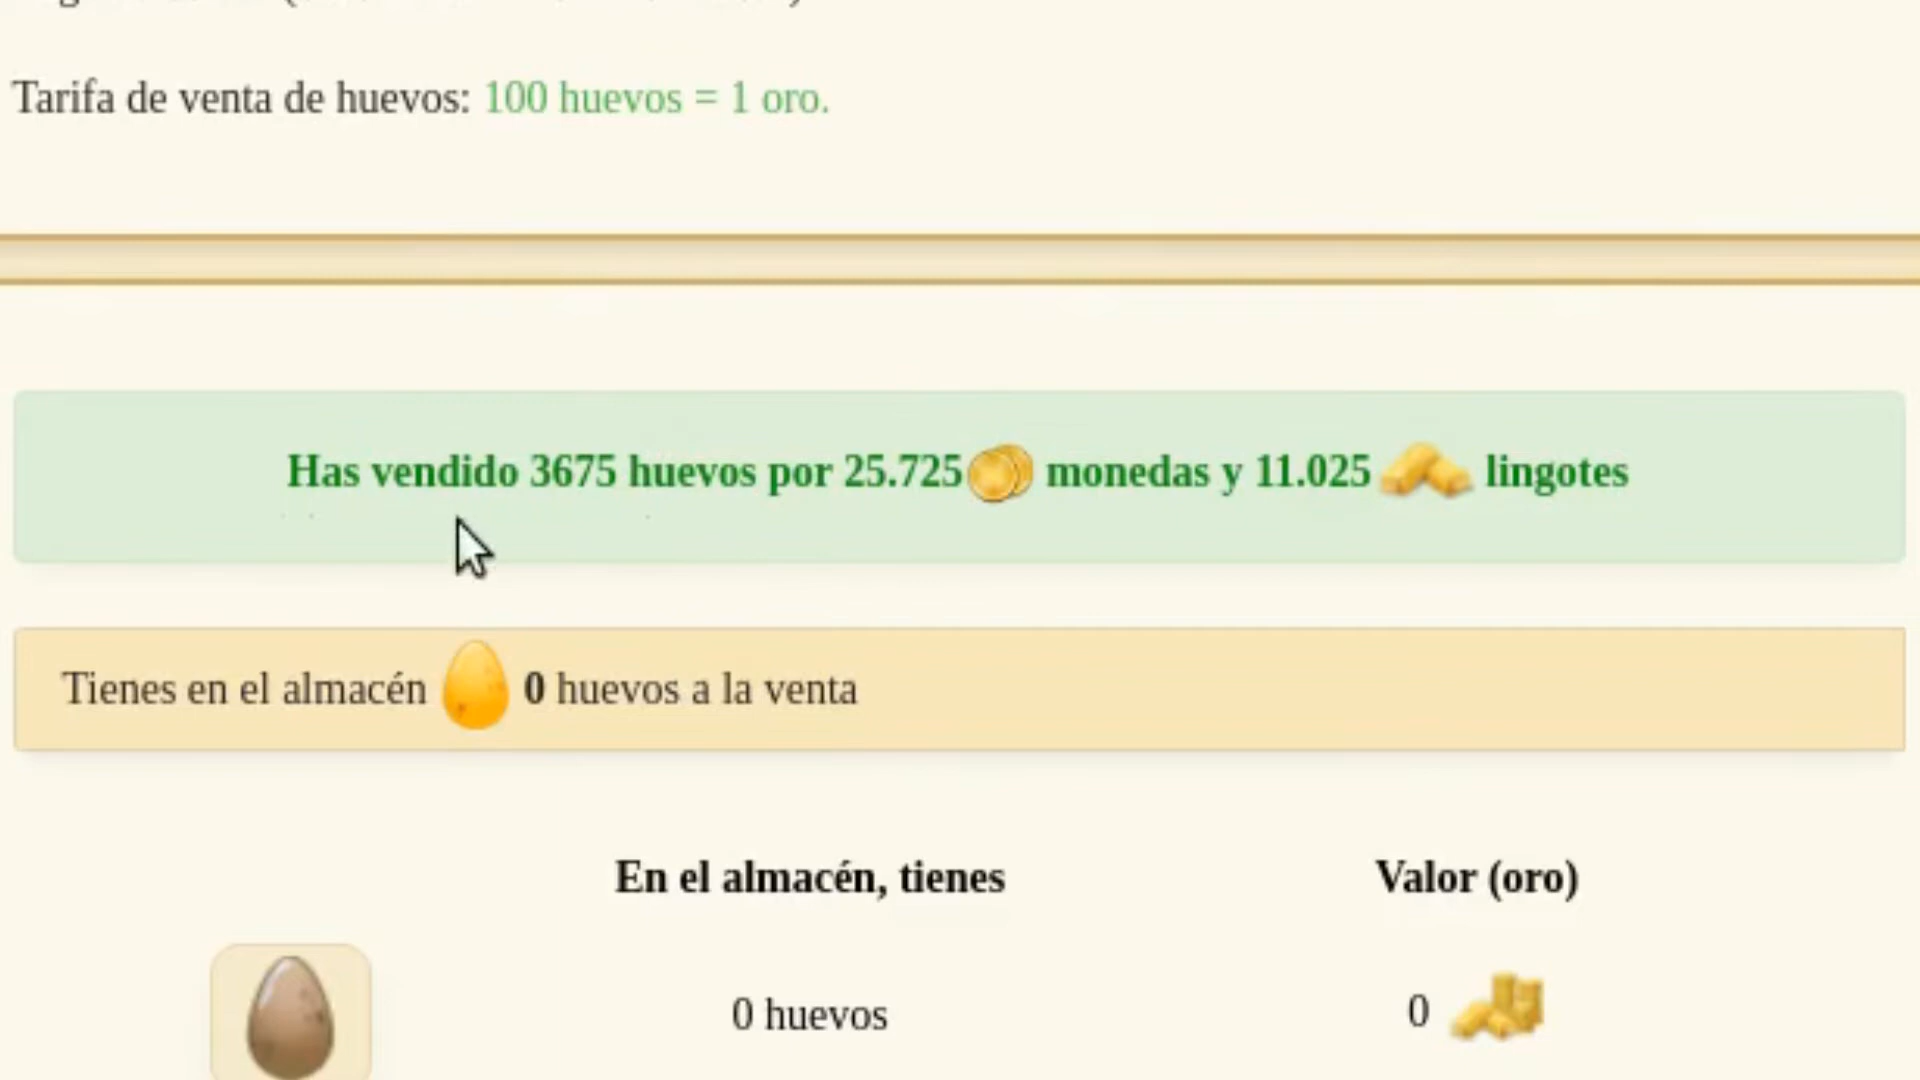 Tarifa de venta de huevos: 100 huevos = 1 oro.
Has vendido 3675 huevos por 25.725 monedas y 11.025 lingotes
Tienes en el almacén 0 huevos a la venta
En el almacén, tienes Valor (oro)
0 huevos 0